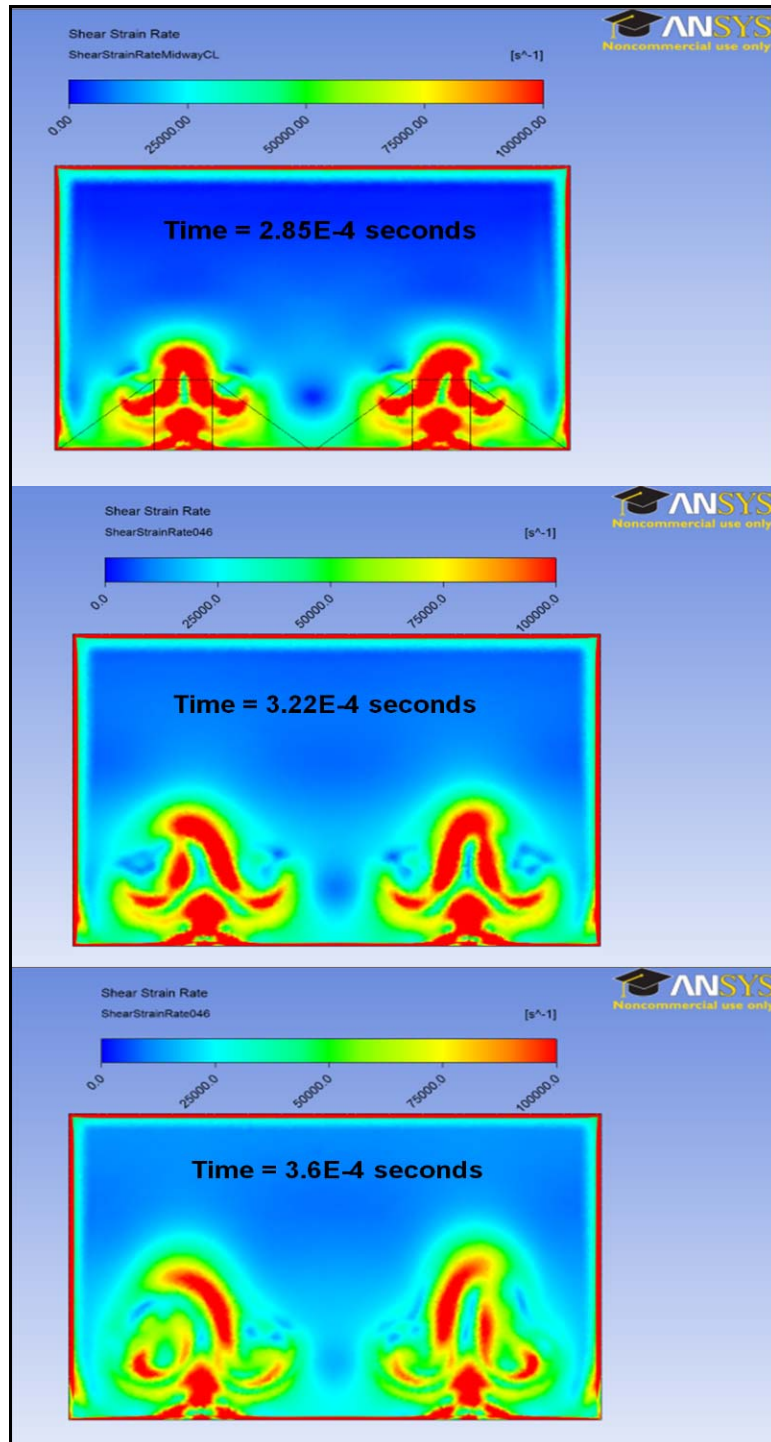 Shear Strain Rate
ShearStrainRateMidwayCL
[s^-1]
ANSYS
Noncommercial use only
0.00 25000.00 50000.00 75000.00 100000.00
Time = 2.85E-4 seconds
Shear Strain Rate
ShearStrainRate046
[s^-1]
ANSYS
Noncommercial use only
0.0 25000.0 50000.0 75000.0 100000.0
Time = 3.22E-4 seconds
Shear Strain Rate
ShearStrainRate046
[s^-1]
ANSYS
Noncommercial use only
0.0 25000.0 50000.0 75000.0 100000.0
Time = 3.6E-4 seconds